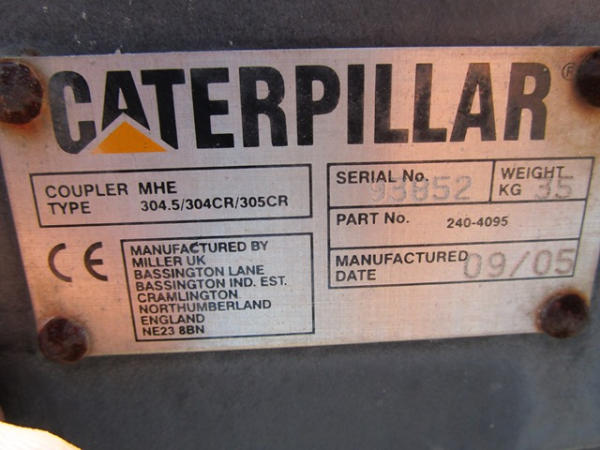 CATERPILLAR ®
COUPLER MHE
TYPE 304.5/304CR/305CR
SERIAL No. 93852
WEIGHT
KG 35
PART No. 240-4095
MANUFACTURED
DATE 09/05
CE
MANUFACTURED BY
MILLER UK
BASSINGTON LANE
BASSINGTON IND. EST.
CRAMLINGTON
NORTHUMBERLAND
ENGLAND
NE23 8BN